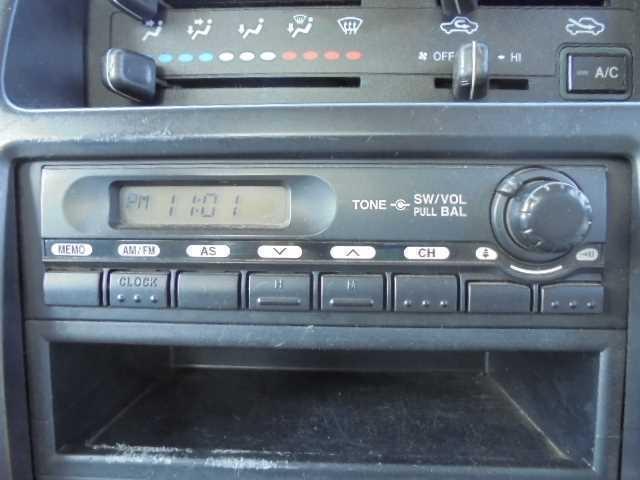 OFF HI
A/C
PM 11:01
TONE SW/VOL
PULL BAL
MEMO AM/FM AS CH
CLOCK H M